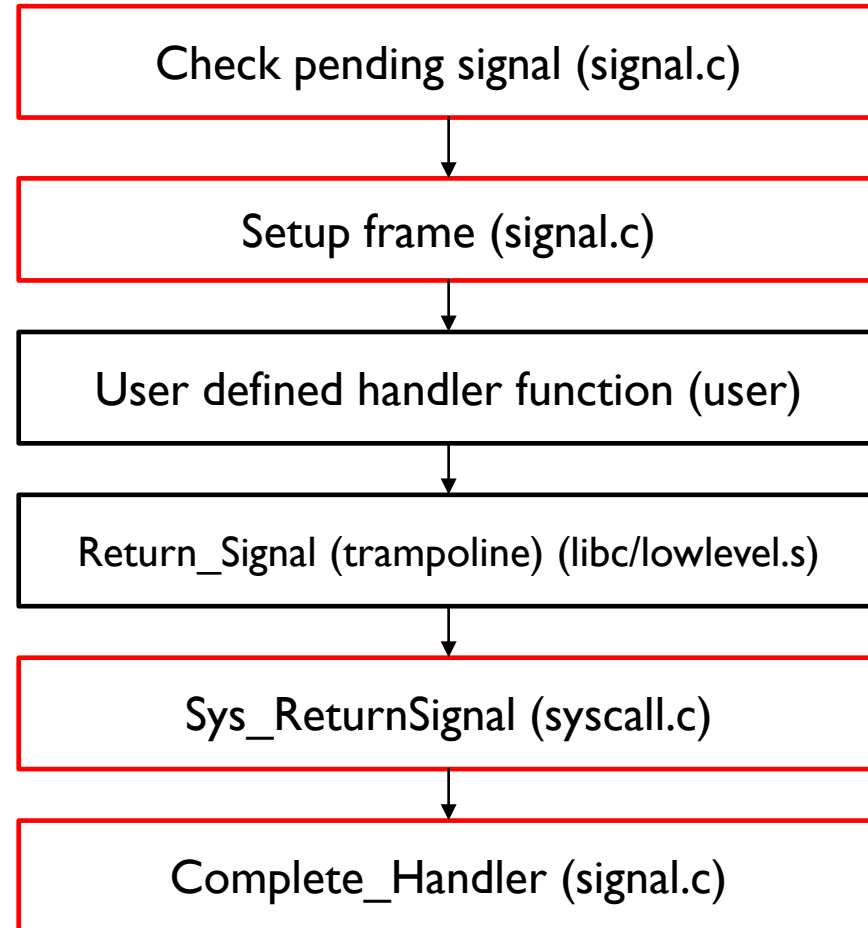 Check pending signal (signal.c)
Setup frame (signal.c)
User defined handler function (user)
Return_Signal (trampoline) (libc/lowlevel.s)
Sys_ReturnSignal (syscall.c)
Complete_Handler (signal.c)